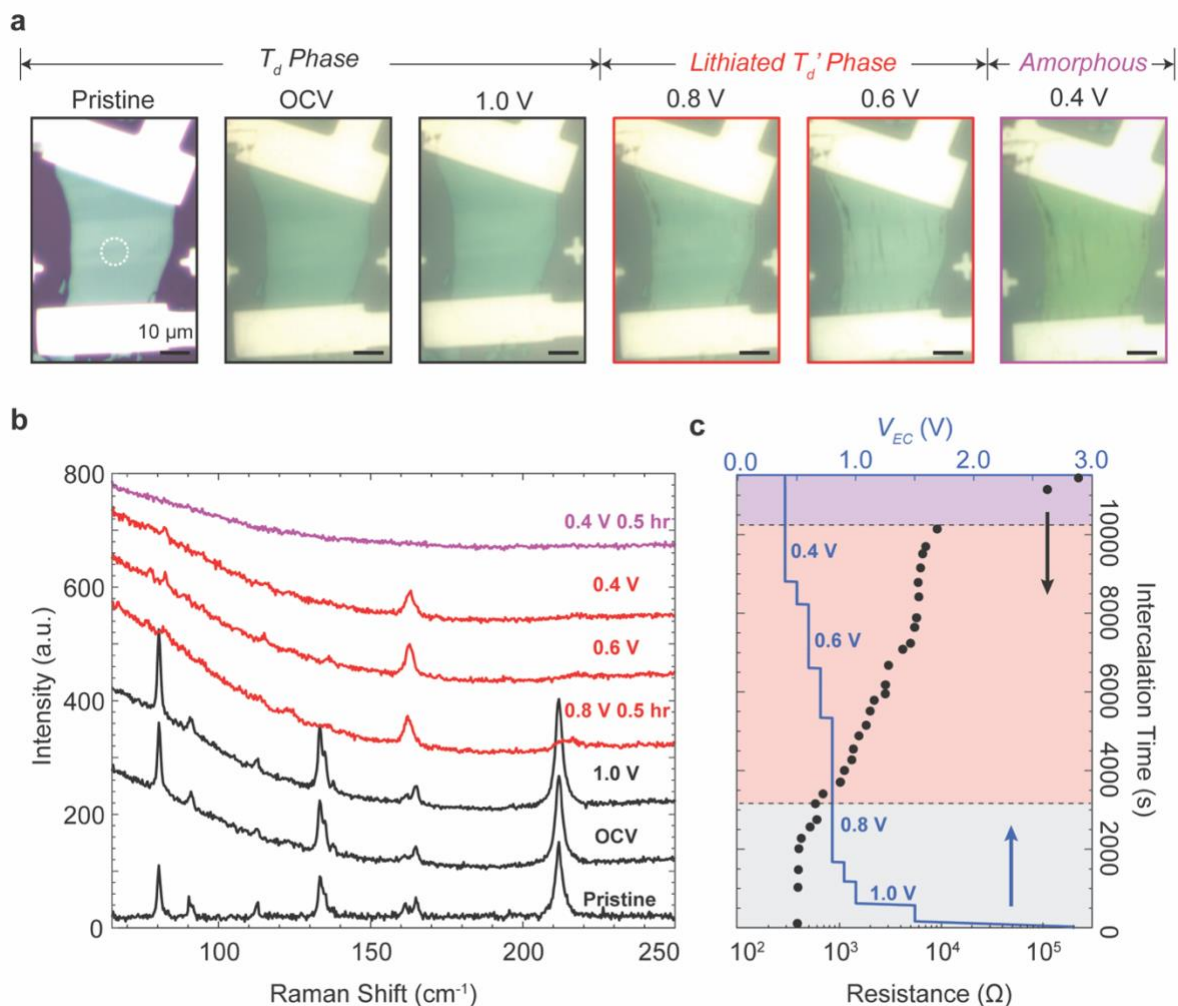 a
T_d Phase
Lithiated T_d' Phase
Amorphous
Pristine
OCV
1.0 V
0.8 V
0.6 V
0.4 V
10 µm
b
Intensity (a.u.)
800
600
400
200
0
0.4 V 0.5 hr
0.4 V
0.6 V
0.8 V 0.5 hr
1.0 V
OCV
Pristine
100
150
200
250
Raman Shift (cm⁻¹)
c
V_EC (V)
0.0
1.0
2.0
3.0
0.4 V
0.6 V
0.8 V
1.0 V
10000
8000
6000
4000
2000
0
Intercalation Time (s)
10²
10³
10⁴
10⁵
Resistance (Ω)